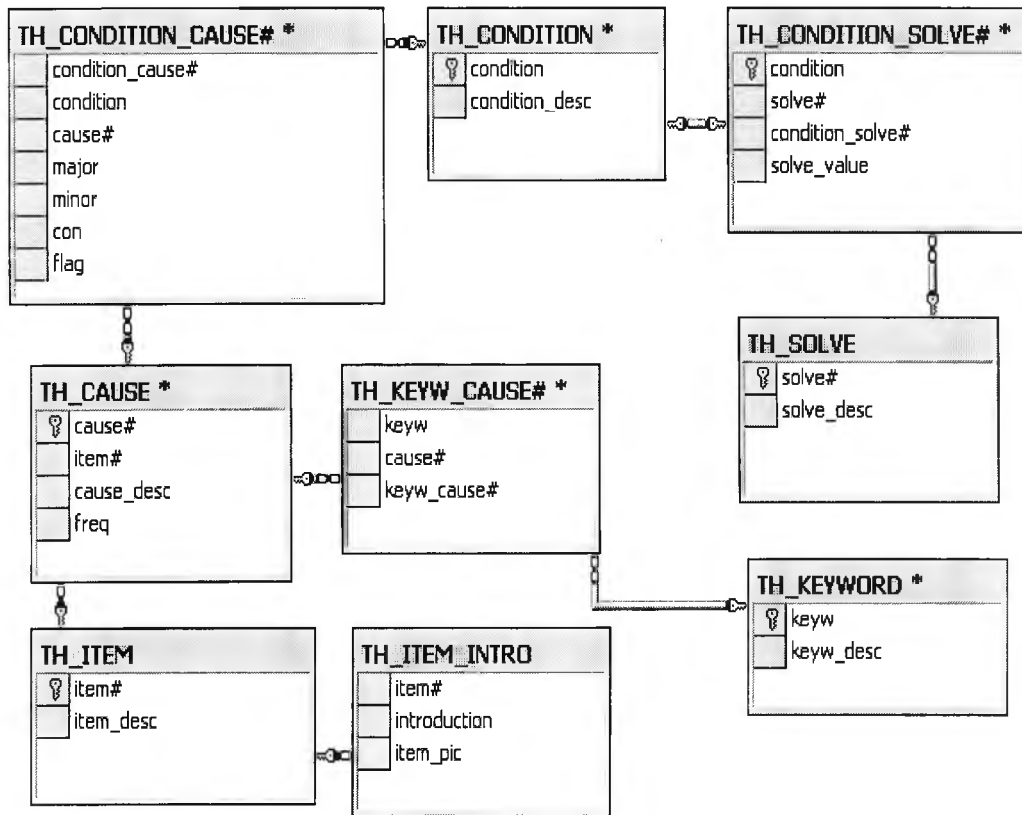 TH_CONDITION_CAUSE# *
condition_cause#
condition
cause#
major
minor
con
flag
TH_CONDITION *
condition
condition_desc
TH_CONDITION_SOLVE# *
condition
solve#
condition_solve#
solve_value
TH_SOLVE
solve#
solve_desc
TH_CAUSE *
cause#
item#
cause_desc
freq
TH_KEYW_CAUSE# *
keyw
cause#
keyw_cause#
TH_KEYWORD *
keyw
keyw_desc
TH_ITEM
item#
item_desc
TH_ITEM_INTRO
item#
introduction
item_pic